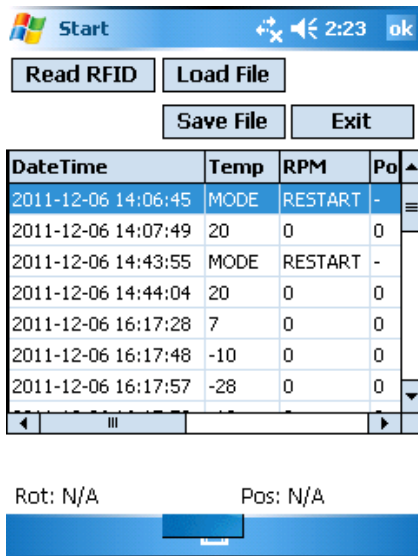 Start 2:23 ok
Read RFID Load File
Save File Exit
DateTime Temp RPM Po
2011-12-06 14:06:45 MODE RESTART -
2011-12-06 14:07:49 20 0 0
2011-12-06 14:43:55 MODE RESTART -
2011-12-06 14:44:04 20 0 0
2011-12-06 16:17:28 7 0 0
2011-12-06 16:17:48 -10 0 0
2011-12-06 16:17:57 -28 0 0
Rot: N/A Pos: N/A